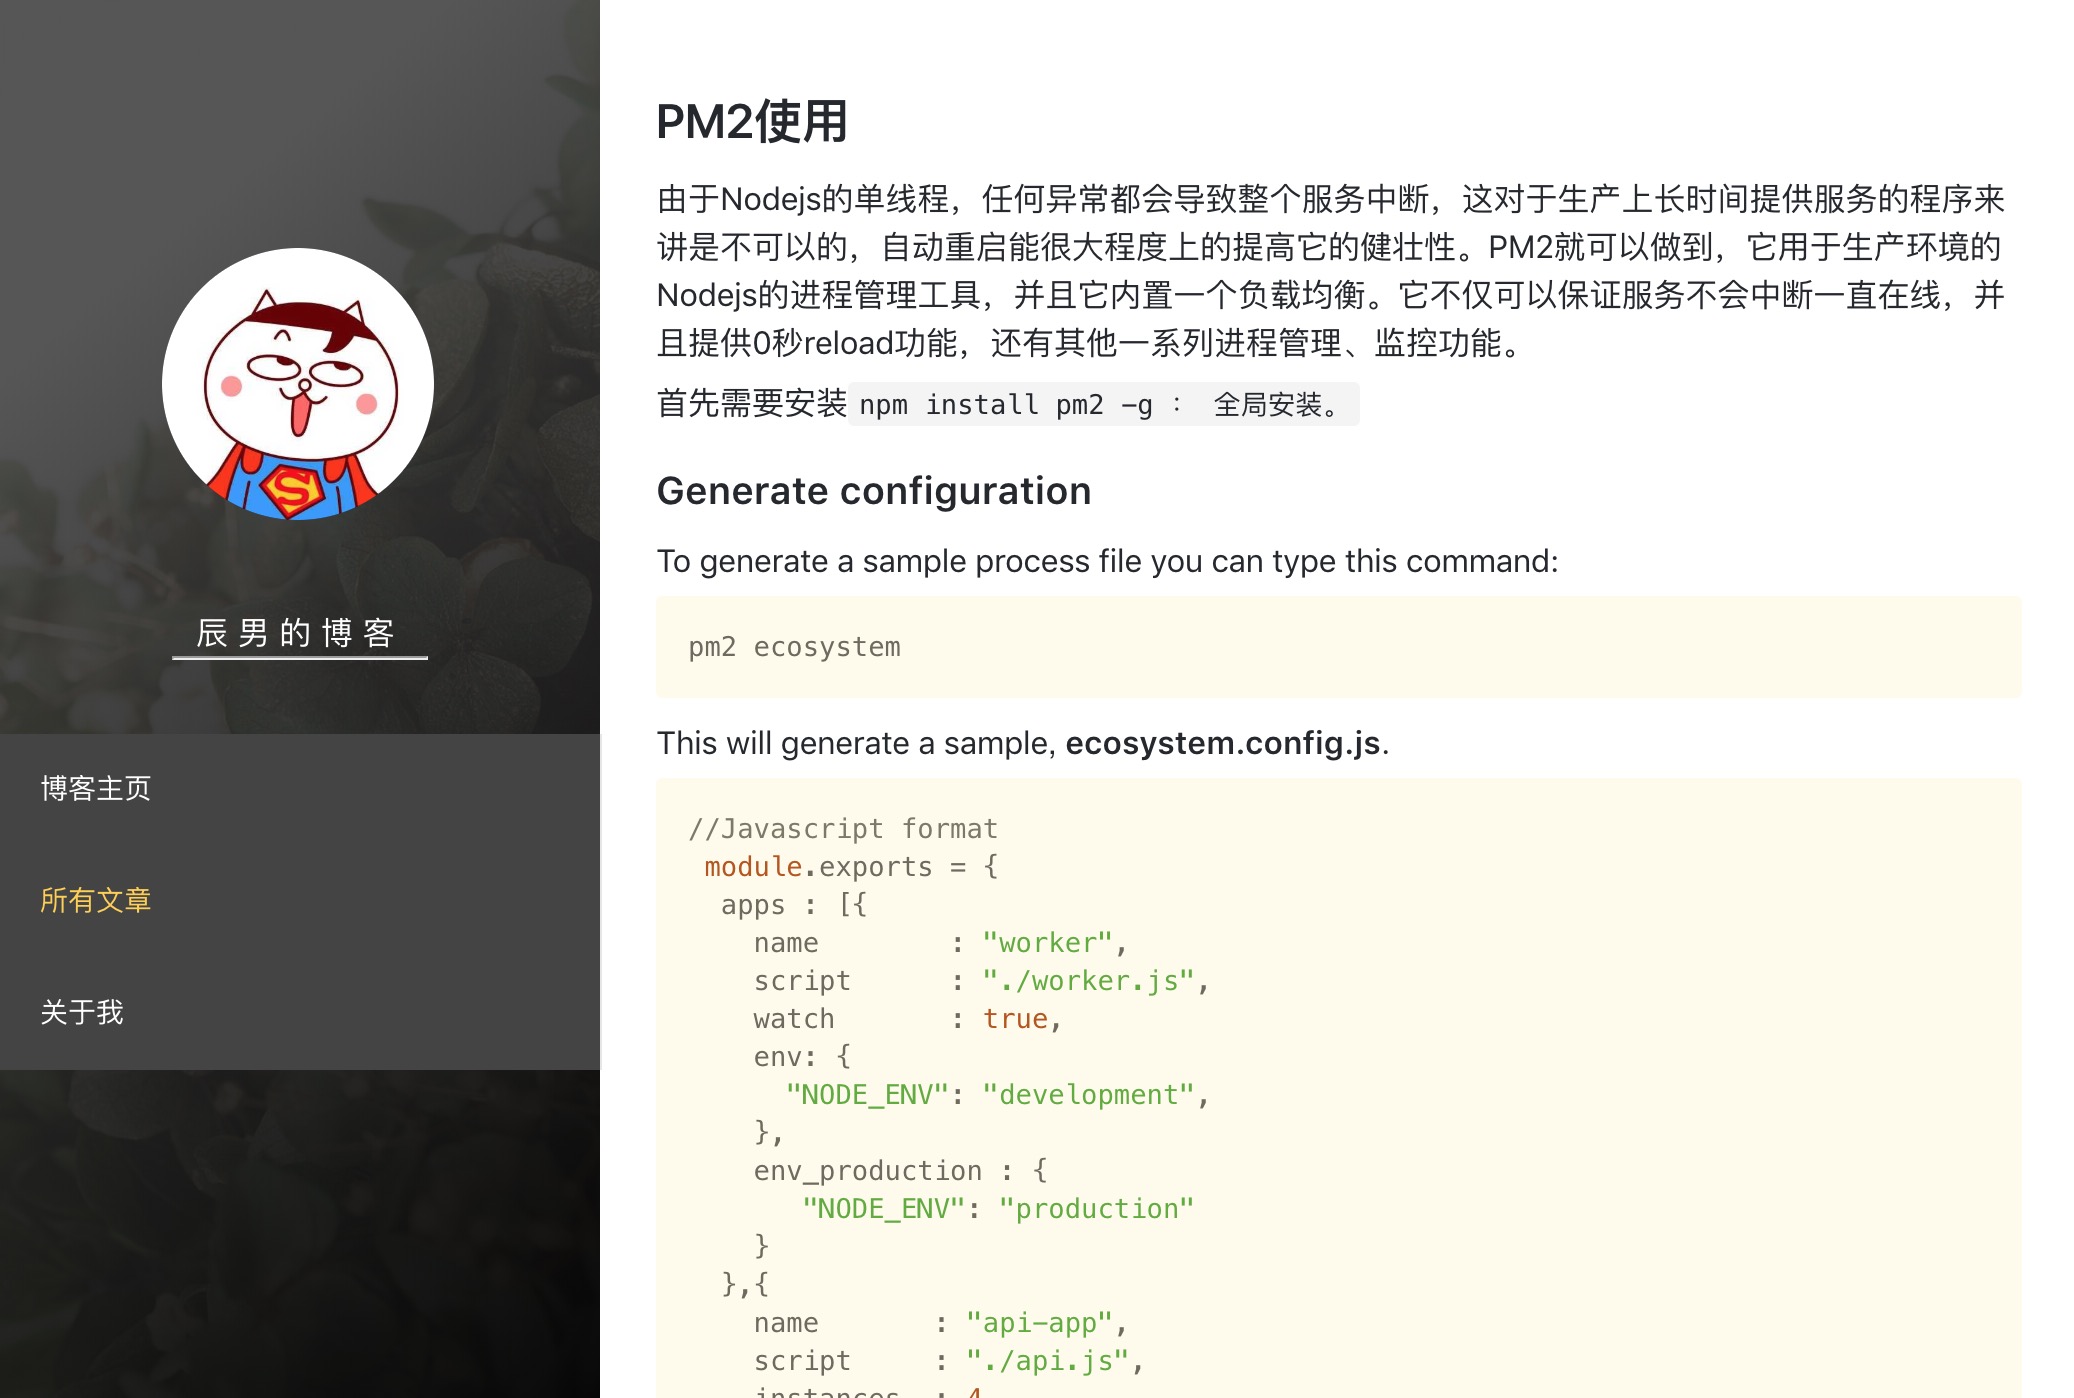 辰男的博客
博客主页
所有文章
关于我
PM2使用
由于Nodejs的单线程，任何异常都会导致整个服务中断，这对于生产上长时间提供服务的程序来
讲是不可以的，自动重启能很大程度上的提高它的健壮性。PM2就可以做到，它用于生产环境的
Nodejs的进程管理工具，并且它内置一个负载均衡。它不仅可以保证服务不会中断一直在线，并
且提供0秒reload功能，还有其他一系列进程管理、监控功能。
首先需要安装 npm install pm2 -g ： 全局安装。
Generate configuration
To generate a sample process file you can type this command:
pm2 ecosystem
This will generate a sample, ecosystem.config.js.
//Javascript format
module.exports = {
apps : [{
name : "worker",
script : "./worker.js",
watch : true,
env: {
"NODE_ENV": "development",
},
env_production : {
"NODE_ENV": "production"
}
},{
name : "api-app",
script : "./api.js",
instances : 4